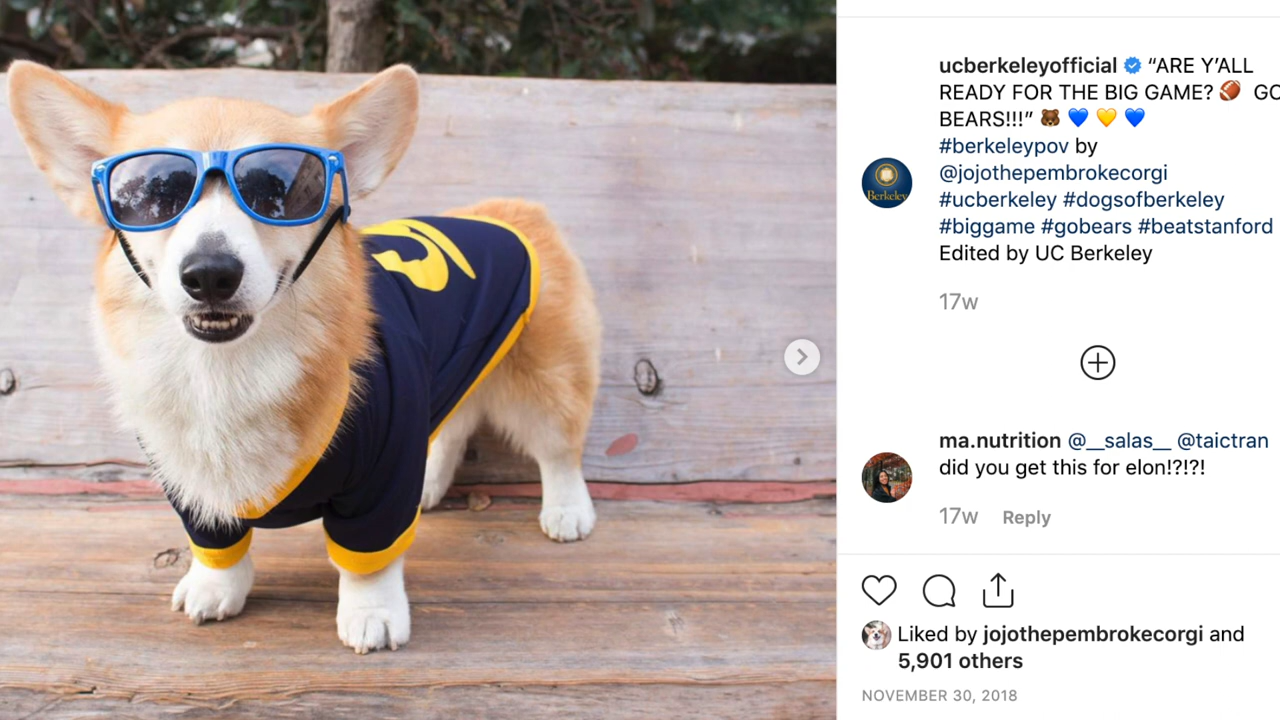 ucberkeleyofficial “ARE Y’ALL
READY FOR THE BIG GAME? 🏈 GO
BEARS!!!” 🐻 💙 💛 💙
#berkeleypov by
@jojothepembrokecorgi
#ucberkeley #dogsofberkeley
#biggame #gobears #beatstanford
Edited by UC Berkeley
Berkeley
17w
ma.nutrition @__salas__ @taictran
did you get this for elon!?!?!
17w Reply
Liked by jojothepembrokecorgi and
5,901 others
NOVEMBER 30, 2018